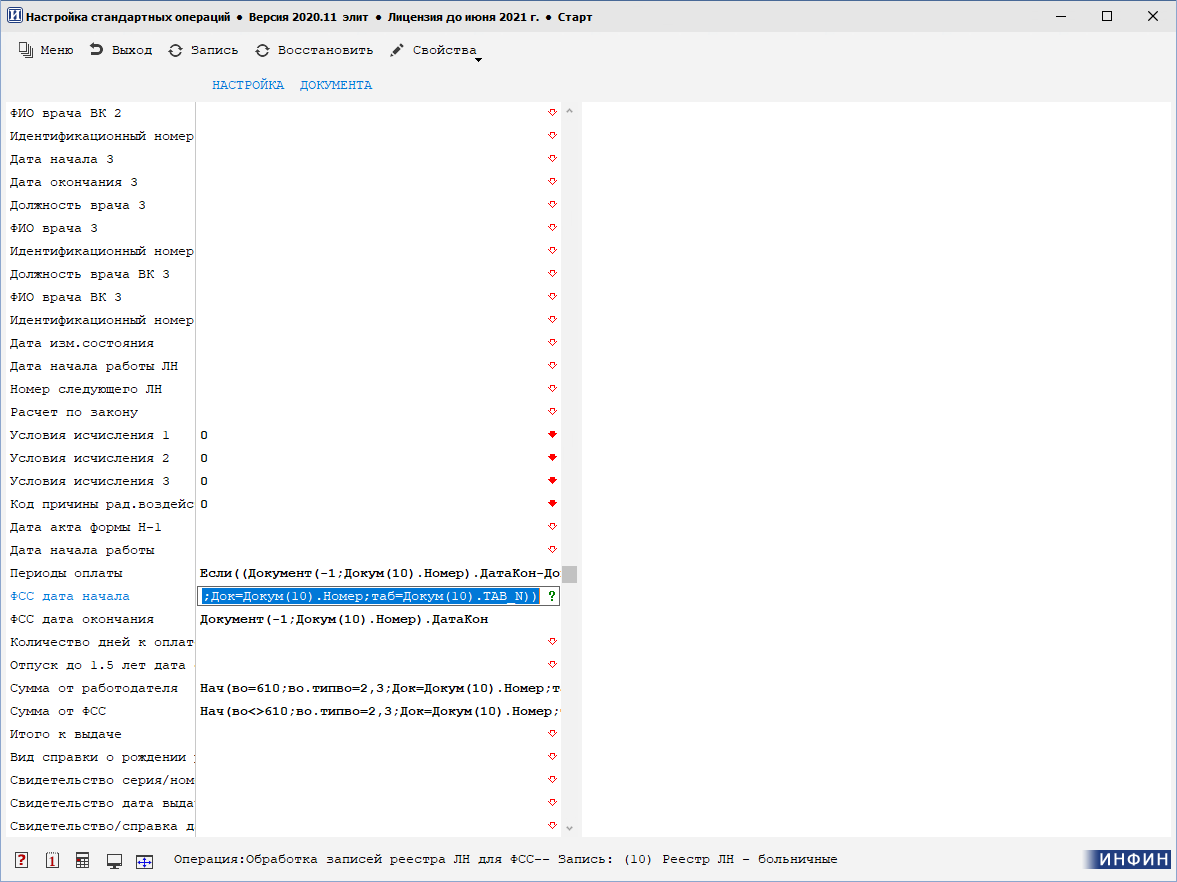 Настройка стандартных операций • Версия 2020.11 элит • Лицензия до июня 2021 г. • Старт
Меню Выход Запись Восстановить Свойства
НАСТРОЙКА ДОКУМЕНТА
ФИО врача ВК 2
Идентификационный номер
Дата начала 3
Дата окончания 3
Должность врача 3
ФИО врача 3
Идентификационный номер
Должность врача ВК 3
ФИО врача ВК 3
Идентификационный номер
Дата изм.состояния
Дата начала работы ЛН
Номер следующего ЛН
Расчет по закону
Условия исчисления 1 0
Условия исчисления 2 0
Условия исчисления 3 0
Код причины рад.воздейс 0
Дата акта формы Н-1
Дата начала работы
Периоды оплаты Если((Документ(-1;Докум(10).Номер).ДатаКон-До
ФСС дата начала ;Док=Докум(10).Номер;таб=Докум(10).TAB_N)) ?
ФСС дата окончания Документ(-1;Докум(10).Номер).ДатаКон
Количество дней к оплат
Отпуск до 1.5 лет дата
Сумма от работодателя Нач(во=610;во.типво=2,3;Док=Докум(10).Номер;т
Сумма от ФСС Нач(во<>610;во.типво=2,3;Док=Докум(10).Номер;
Итого к выдаче
Вид справки о рождении
Свидетельство серия/ном
Свидетельство дата выда
Свидетельство/справка д
Операция:Обработка записей реестра ЛН для ФСС-- Запись: (10) Реестр ЛН - больничные
ИНФИН